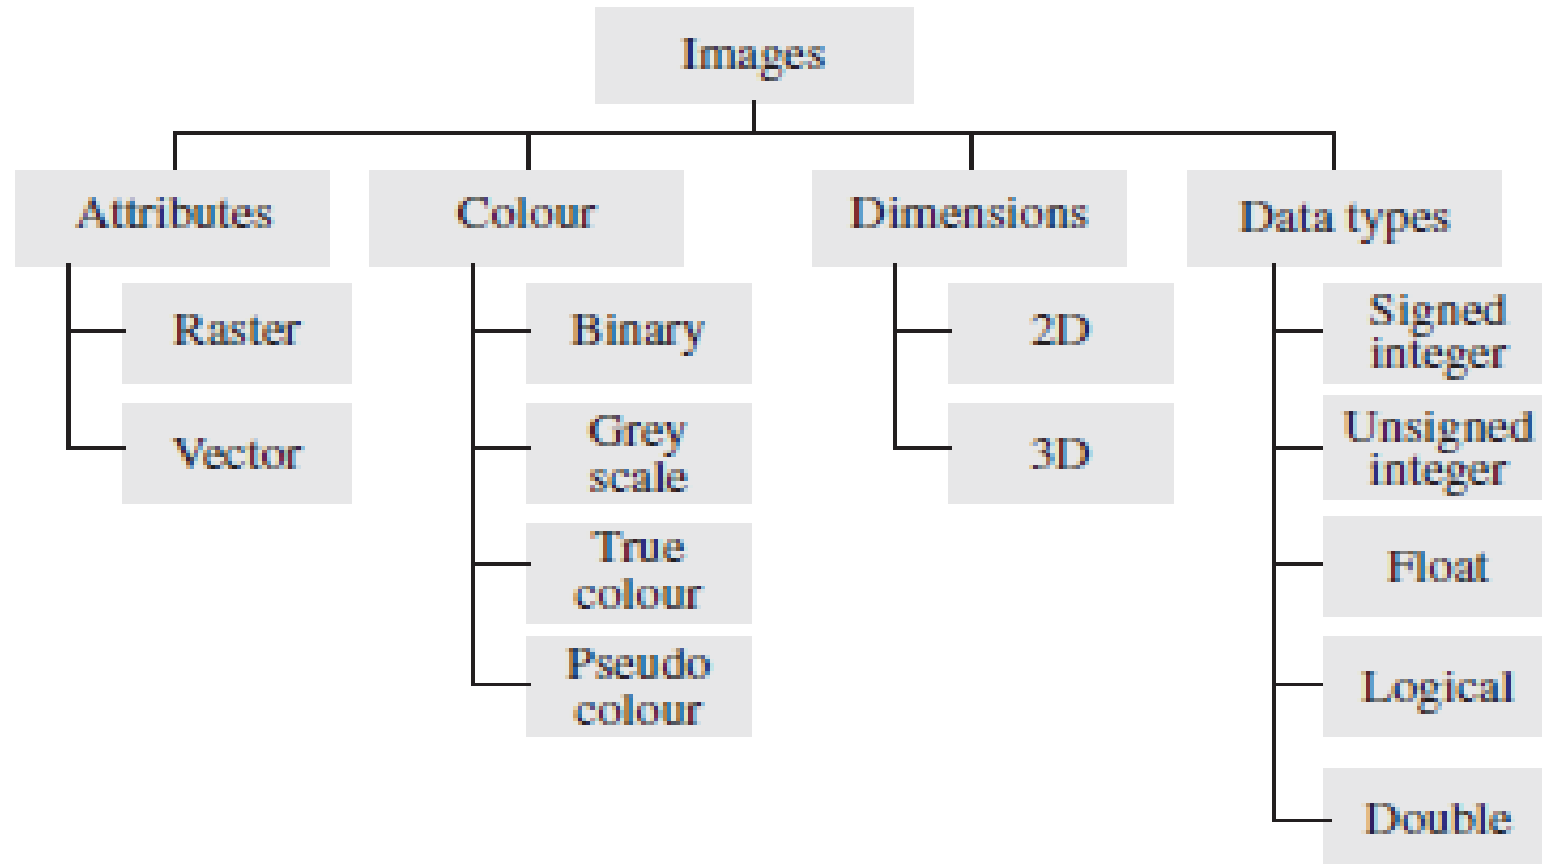 Images
Attributes
Colour
Dimensions
Data types
Raster
Vector
Binary
Grey
scale
True
colour
Pseudo
colour
2D
3D
Signed
integer
Unsigned
integer
Float
Logical
Double